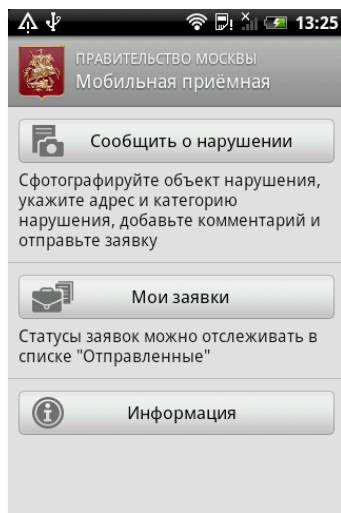 13:25
ПРАВИТЕЛЬСТВО МОСКВЫ
Мобильная приёмная
Сообщить о нарушении
Сфотографируйте объект нарушения,
укажите адрес и категорию
нарушения, добавьте комментарий и
отправьте заявку
Мои заявки
Статусы заявок можно отслеживать в
списке "Отправленные"
Информация